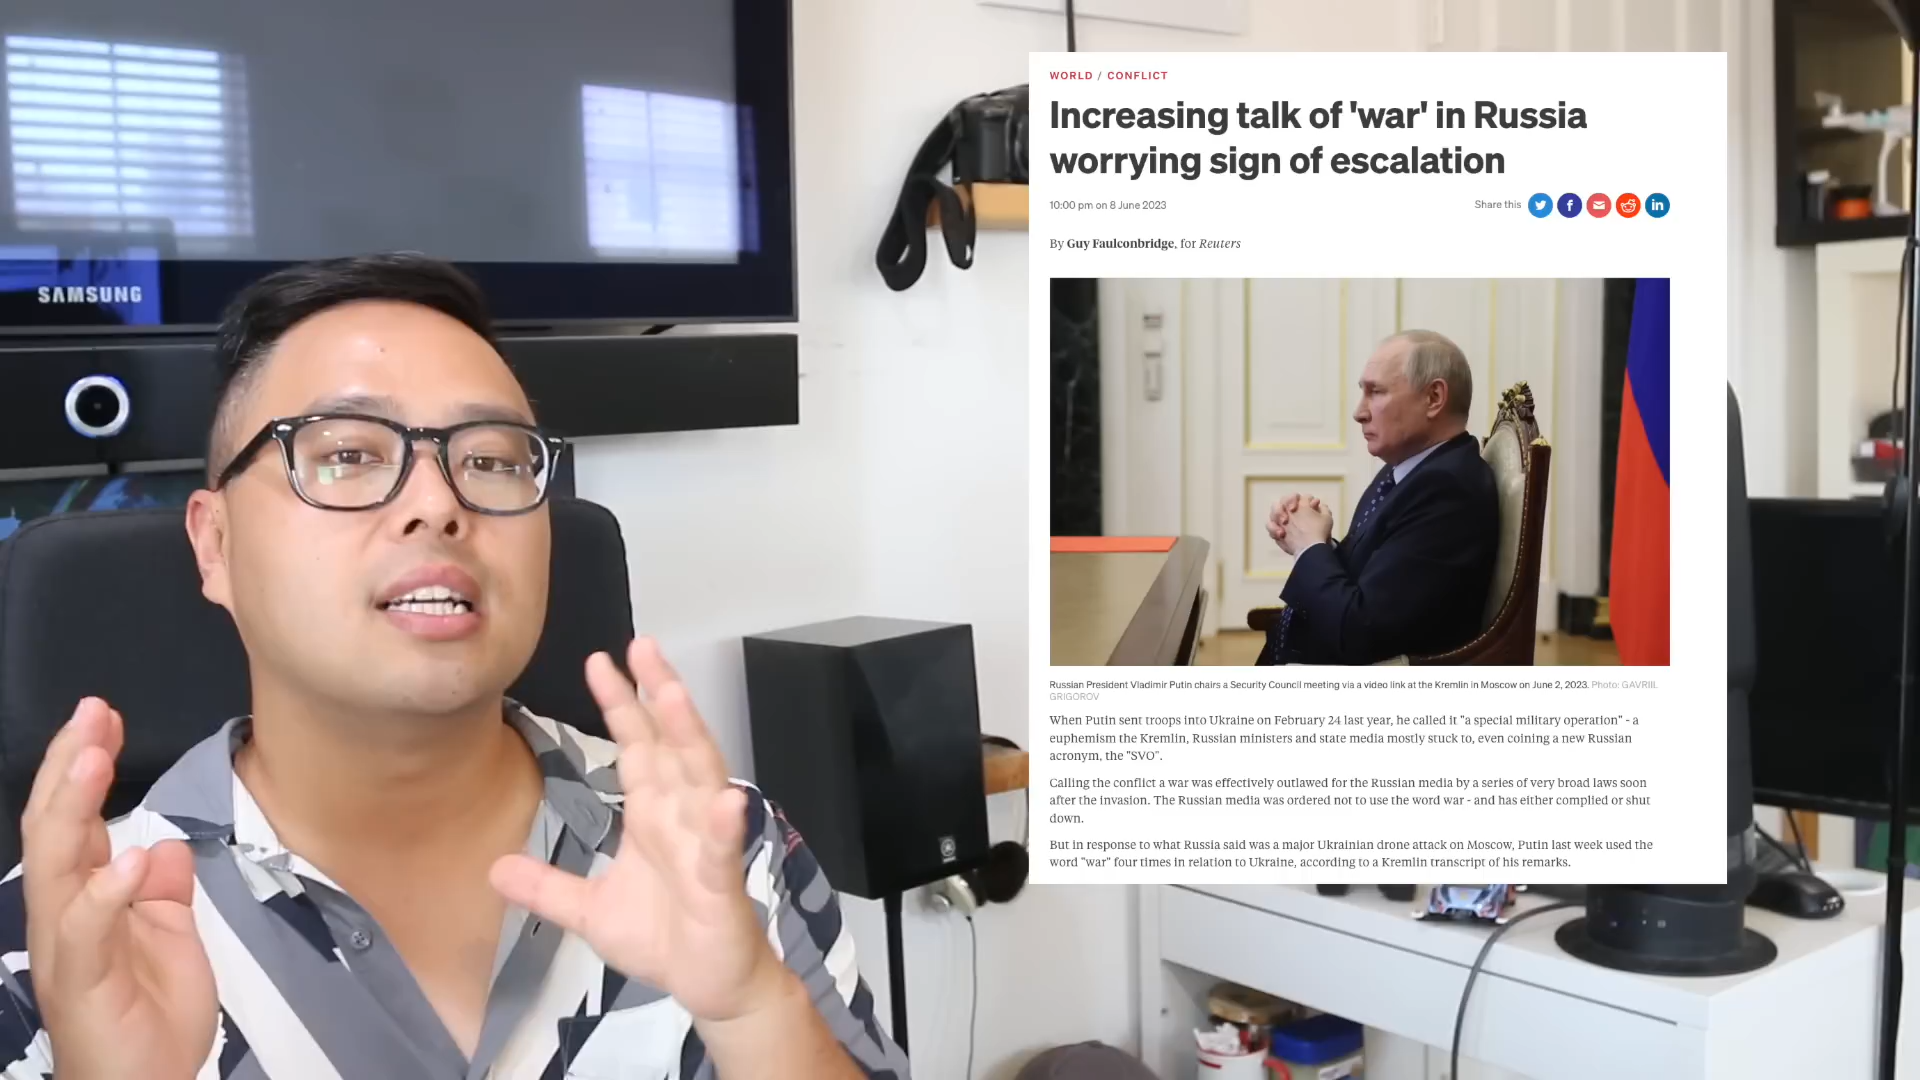 SAMSUNG
WORLD / CONFLICT
Increasing talk of 'war' in Russia
worrying sign of escalation
10:00 pm on 8 June 2023
Share this
By Guy Faulconbridge, for Reuters
Russian President Vladimir Putin chairs a Security Council meeting via a video link at the Kremlin in Moscow on June 2, 2023. Photo: GAVRIIL
GRIGOROV
When Putin sent troops into Ukraine on February 24 last year, he called it "a special military operation" - a
euphemism the Kremlin, Russian ministers and state media mostly stuck to, even coining a new Russian
acronym, the "SVO".
Calling the conflict a war was effectively outlawed for the Russian media by a series of very broad laws soon
after the invasion. The Russian media was ordered not to use the word war - and has either complied or shut
down.
But in response to what Russia said was a major Ukrainian drone attack on Moscow, Putin last week used the
word "war" four times in relation to Ukraine, according to a Kremlin transcript of his remarks.